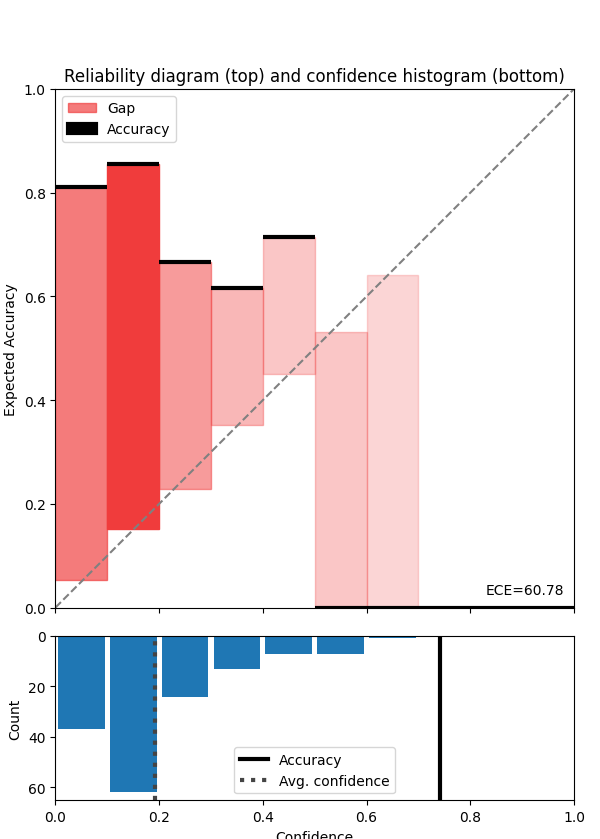 Reliability diagram (top) and confidence histogram (bottom)
1.0
Gap
Accuracy
0.8
0.6
Expected Accuracy
0.4
0.2
ECE=60.78
0.0
0
20
Count
40
Accuracy
Avg. confidence
60
0.0 0.2 0.4 0.6 0.8 1.0
Confidence